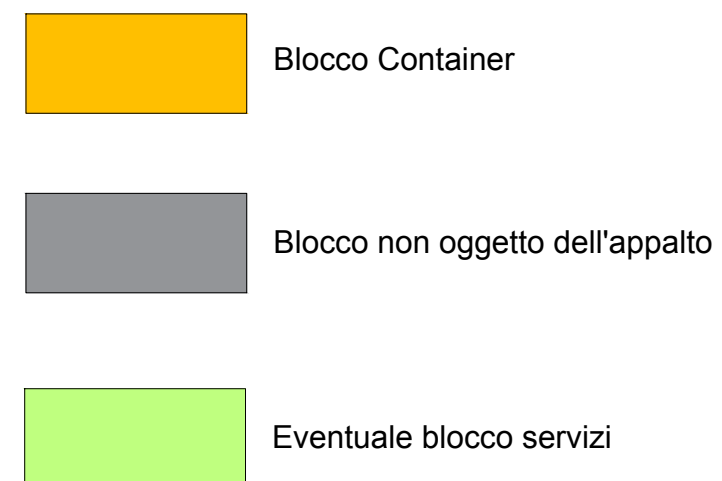 Blocco Container
Blocco non oggetto dell'appalto
Eventuale blocco servizi